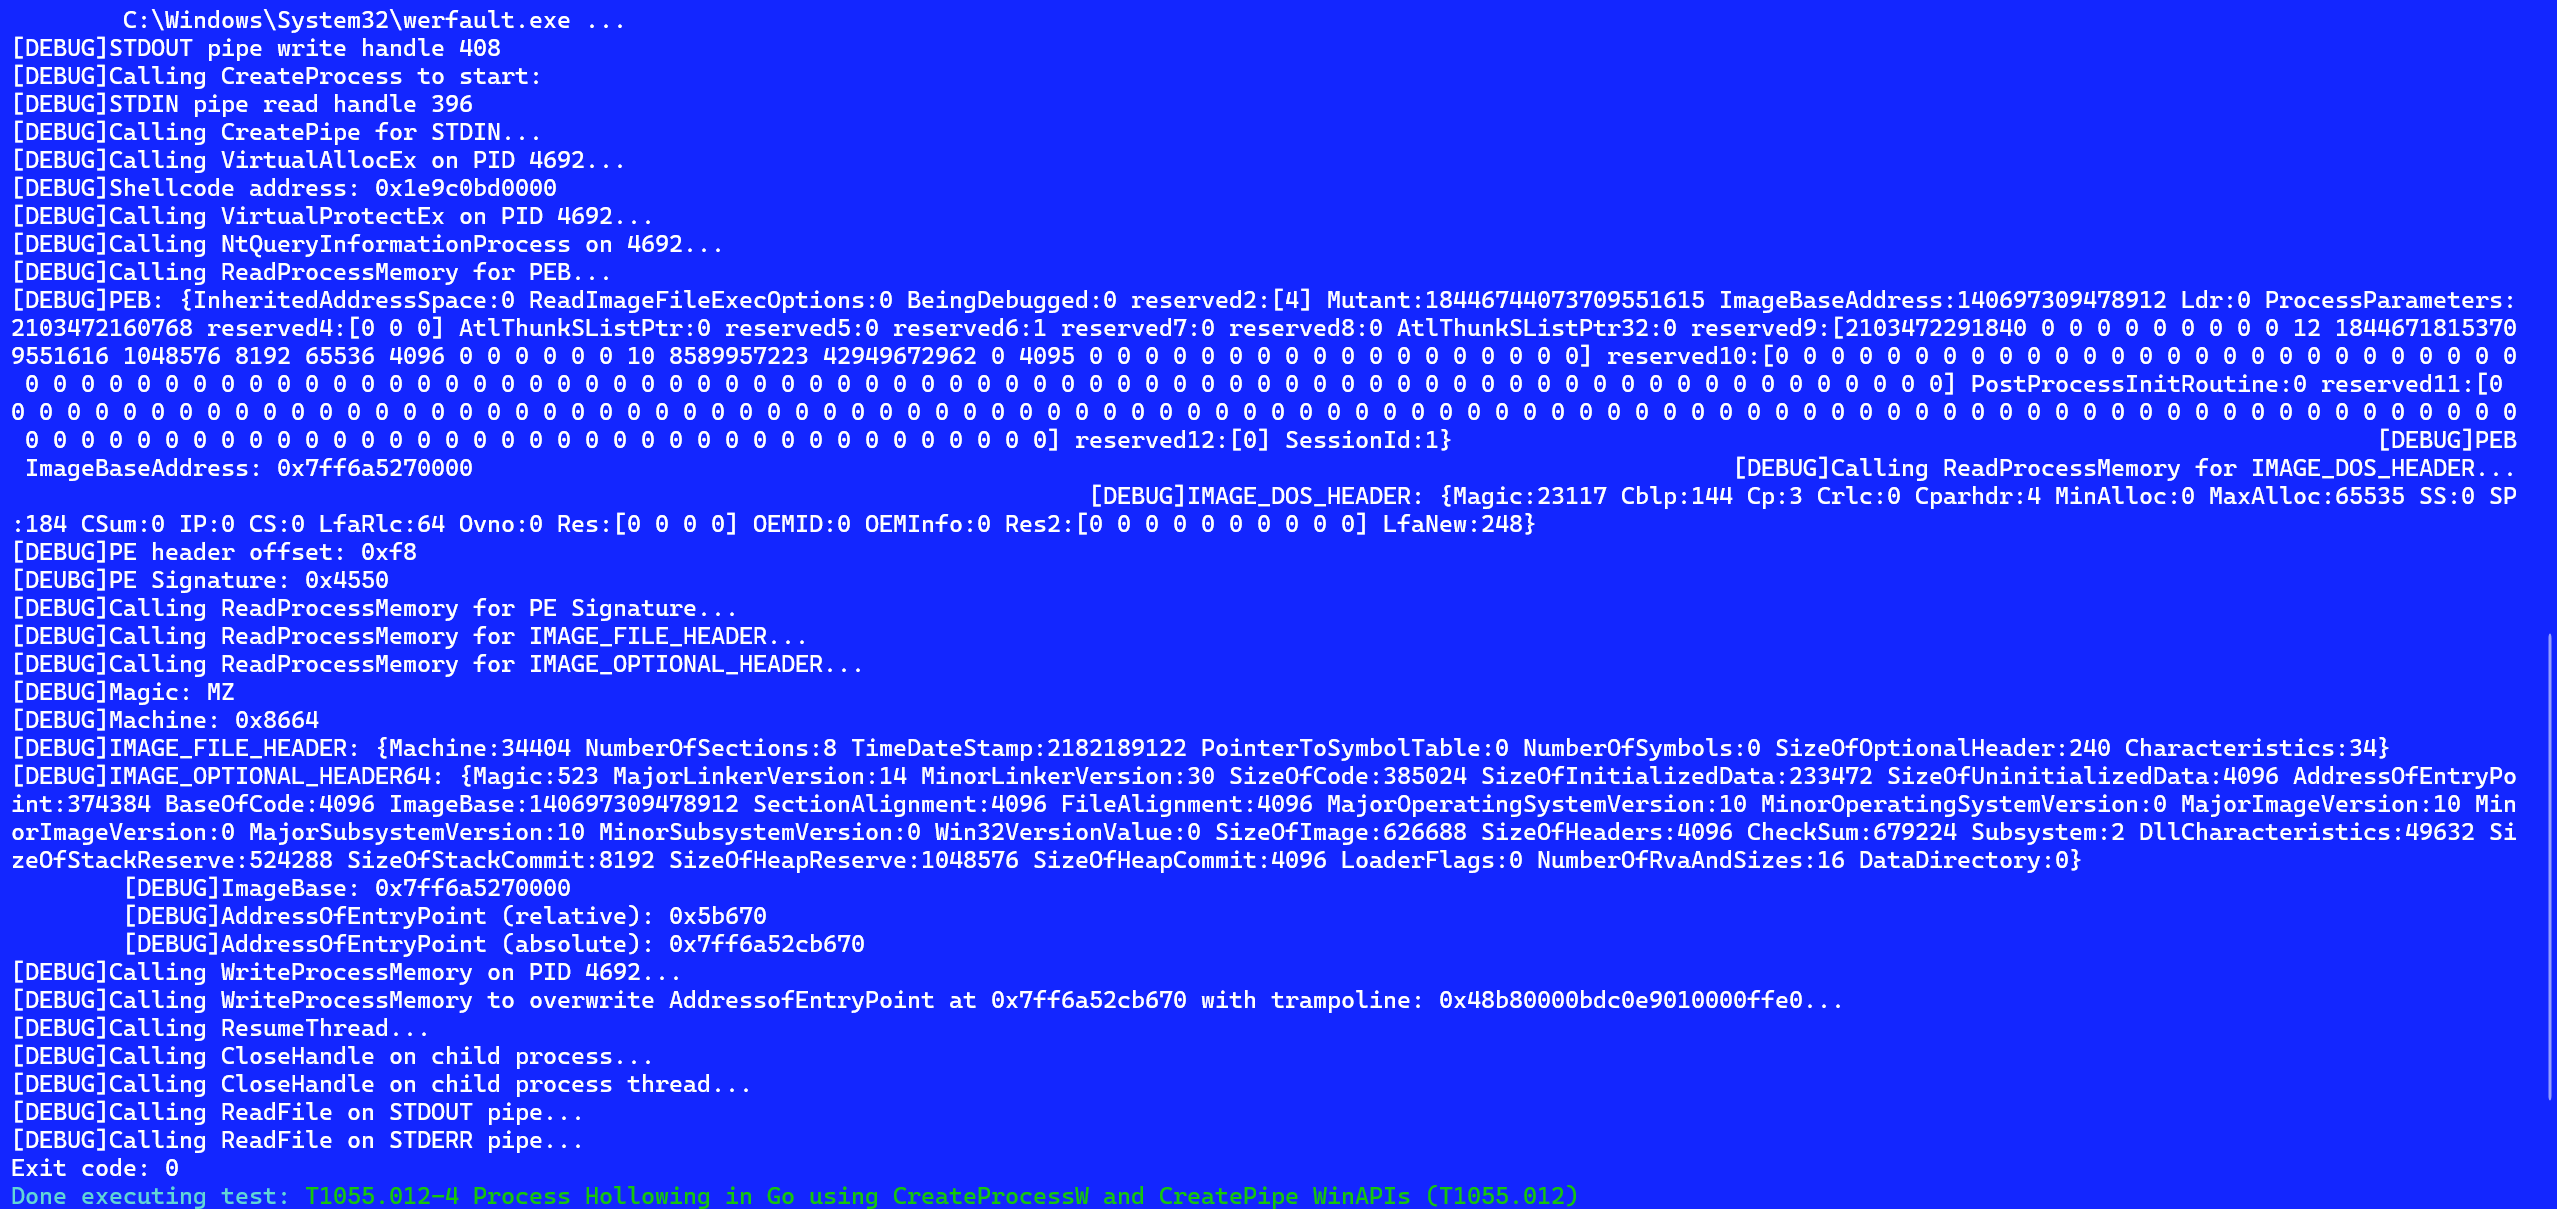 C:\Windows\System32\werfault.exe ...
[DEBUG]STDOUT pipe write handle 408
[DEBUG]Calling CreateProcess to start:
[DEBUG]STDIN pipe read handle 396
[DEBUG]Calling CreatePipe for STDIN...
[DEBUG]Calling VirtualAllocEx on PID 4692...
[DEBUG]Shellcode address: 0x1e9c0bd0000
[DEBUG]Calling VirtualProtectEx on PID 4692...
[DEBUG]Calling NtQueryInformationProcess on 4692...
[DEBUG]Calling ReadProcessMemory for PEB...
[DEBUG]PEB: {InheritedAddressSpace:0 ReadImageFileExecOptions:0 BeingDebugged:0 reserved2:[4] Mutant:18446744073709551615 ImageBaseAddress:140697309478912 Ldr:0 ProcessParameters:
2103472160768 reserved4:[0 0 0] AtlThunkSListPtr:0 reserved5:0 reserved6:1 reserved7:0 reserved8:0 AtlThunkSListPtr32:0 reserved9:[2103472291840 0 0 0 0 0 0 0 0 0 12 1844671815370
9551616 1048576 8192 65536 4096 0 0 0 0 0 0 10 8589957223 42949672962 0 4095 0 0 0 0 0 0 0 0 0 0 0 0 0 0 0 0 0 0] reserved10:[0 0 0 0 0 0 0 0 0 0 0 0 0 0 0 0 0 0 0 0 0 0 0 0 0 0 0
0 0 0 0 0 0 0 0 0 0 0 0 0 0 0 0 0 0 0 0 0 0 0 0 0 0 0 0 0 0 0 0 0 0 0 0 0 0 0 0 0 0 0 0 0 0 0 0 0 0 0 0 0 0 0 0 0 0 0 0 0 0 0 0 0 0 0 0] PostProcessInitRoutine:0 reserved11:[0
0 0 0 0 0 0 0 0 0 0 0 0 0 0 0 0 0 0 0 0 0 0 0 0 0 0 0 0 0 0 0 0 0 0 0 0 0 0 0 0 0 0 0 0 0 0 0 0 0 0 0 0 0 0 0 0 0 0 0 0 0 0 0 0 0 0 0 0 0 0 0 0 0 0 0 0 0 0 0 0 0 0 0 0 0 0 0 0 0 0
0 0 0 0 0 0 0 0 0 0 0 0 0 0 0 0 0 0 0 0 0 0 0 0 0 0 0 0 0 0 0 0 0 0 0 0 0] reserved12:[0] SessionId:1} [DEBUG]PEB
ImageBaseAddress: 0x7ff6a5270000 [DEBUG]Calling ReadProcessMemory for IMAGE_DOS_HEADER...
[DEBUG]IMAGE_DOS_HEADER: {Magic:23117 Cblp:144 Cp:3 Crlc:0 Cparhdr:4 MinAlloc:0 MaxAlloc:65535 SS:0 SP
:184 CSum:0 IP:0 CS:0 LfaRlc:64 Ovno:0 Res:[0 0 0 0] OEMID:0 OEMInfo:0 Res2:[0 0 0 0 0 0 0 0 0 0] LfaNew:248}
[DEBUG]PE header offset: 0xf8
[DEUBG]PE Signature: 0x4550
[DEBUG]Calling ReadProcessMemory for PE Signature...
[DEBUG]Calling ReadProcessMemory for IMAGE_FILE_HEADER...
[DEBUG]Calling ReadProcessMemory for IMAGE_OPTIONAL_HEADER...
[DEBUG]Magic: MZ
[DEBUG]Machine: 0x8664
[DEBUG]IMAGE_FILE_HEADER: {Machine:34404 NumberOfSections:8 TimeDateStamp:2182189122 PointerToSymbolTable:0 NumberOfSymbols:0 SizeOfOptionalHeader:240 Characteristics:34}
[DEBUG]IMAGE_OPTIONAL_HEADER64: {Magic:523 MajorLinkerVersion:14 MinorLinkerVersion:30 SizeOfCode:385024 SizeOfInitializedData:233472 SizeOfUninitializedData:4096 AddressOfEntryPo
int:374384 BaseOfCode:4096 ImageBase:140697309478912 SectionAlignment:4096 FileAlignment:4096 MajorOperatingSystemVersion:10 MinorOperatingSystemVersion:0 MajorImageVersion:10 Min
orImageVersion:0 MajorSubsystemVersion:10 MinorSubsystemVersion:0 Win32VersionValue:0 SizeOfImage:626688 SizeOfHeaders:4096 CheckSum:679224 Subsystem:2 DllCharacteristics:49632 Si
zeOfStackReserve:524288 SizeOfStackCommit:8192 SizeOfHeapReserve:1048576 SizeOfHeapCommit:4096 LoaderFlags:0 NumberOfRvaAndSizes:16 DataDirectory:0}
[DEBUG]ImageBase: 0x7ff6a5270000
[DEBUG]AddressOfEntryPoint (relative): 0x5b670
[DEBUG]AddressOfEntryPoint (absolute): 0x7ff6a52cb670
[DEBUG]Calling WriteProcessMemory on PID 4692...
[DEBUG]Calling WriteProcessMemory to overwrite AddressofEntryPoint at 0x7ff6a52cb670 with trampoline: 0x48b80000bdc0e9010000ffe0...
[DEBUG]Calling ResumeThread...
[DEBUG]Calling CloseHandle on child process...
[DEBUG]Calling CloseHandle on child process thread...
[DEBUG]Calling ReadFile on STDOUT pipe...
[DEBUG]Calling ReadFile on STDERR pipe...
Exit code: 0
Done executing test: T1055.012-4 Process Hollowing in Go using CreateProcessW and CreatePipe WinAPIs (T1055.012)